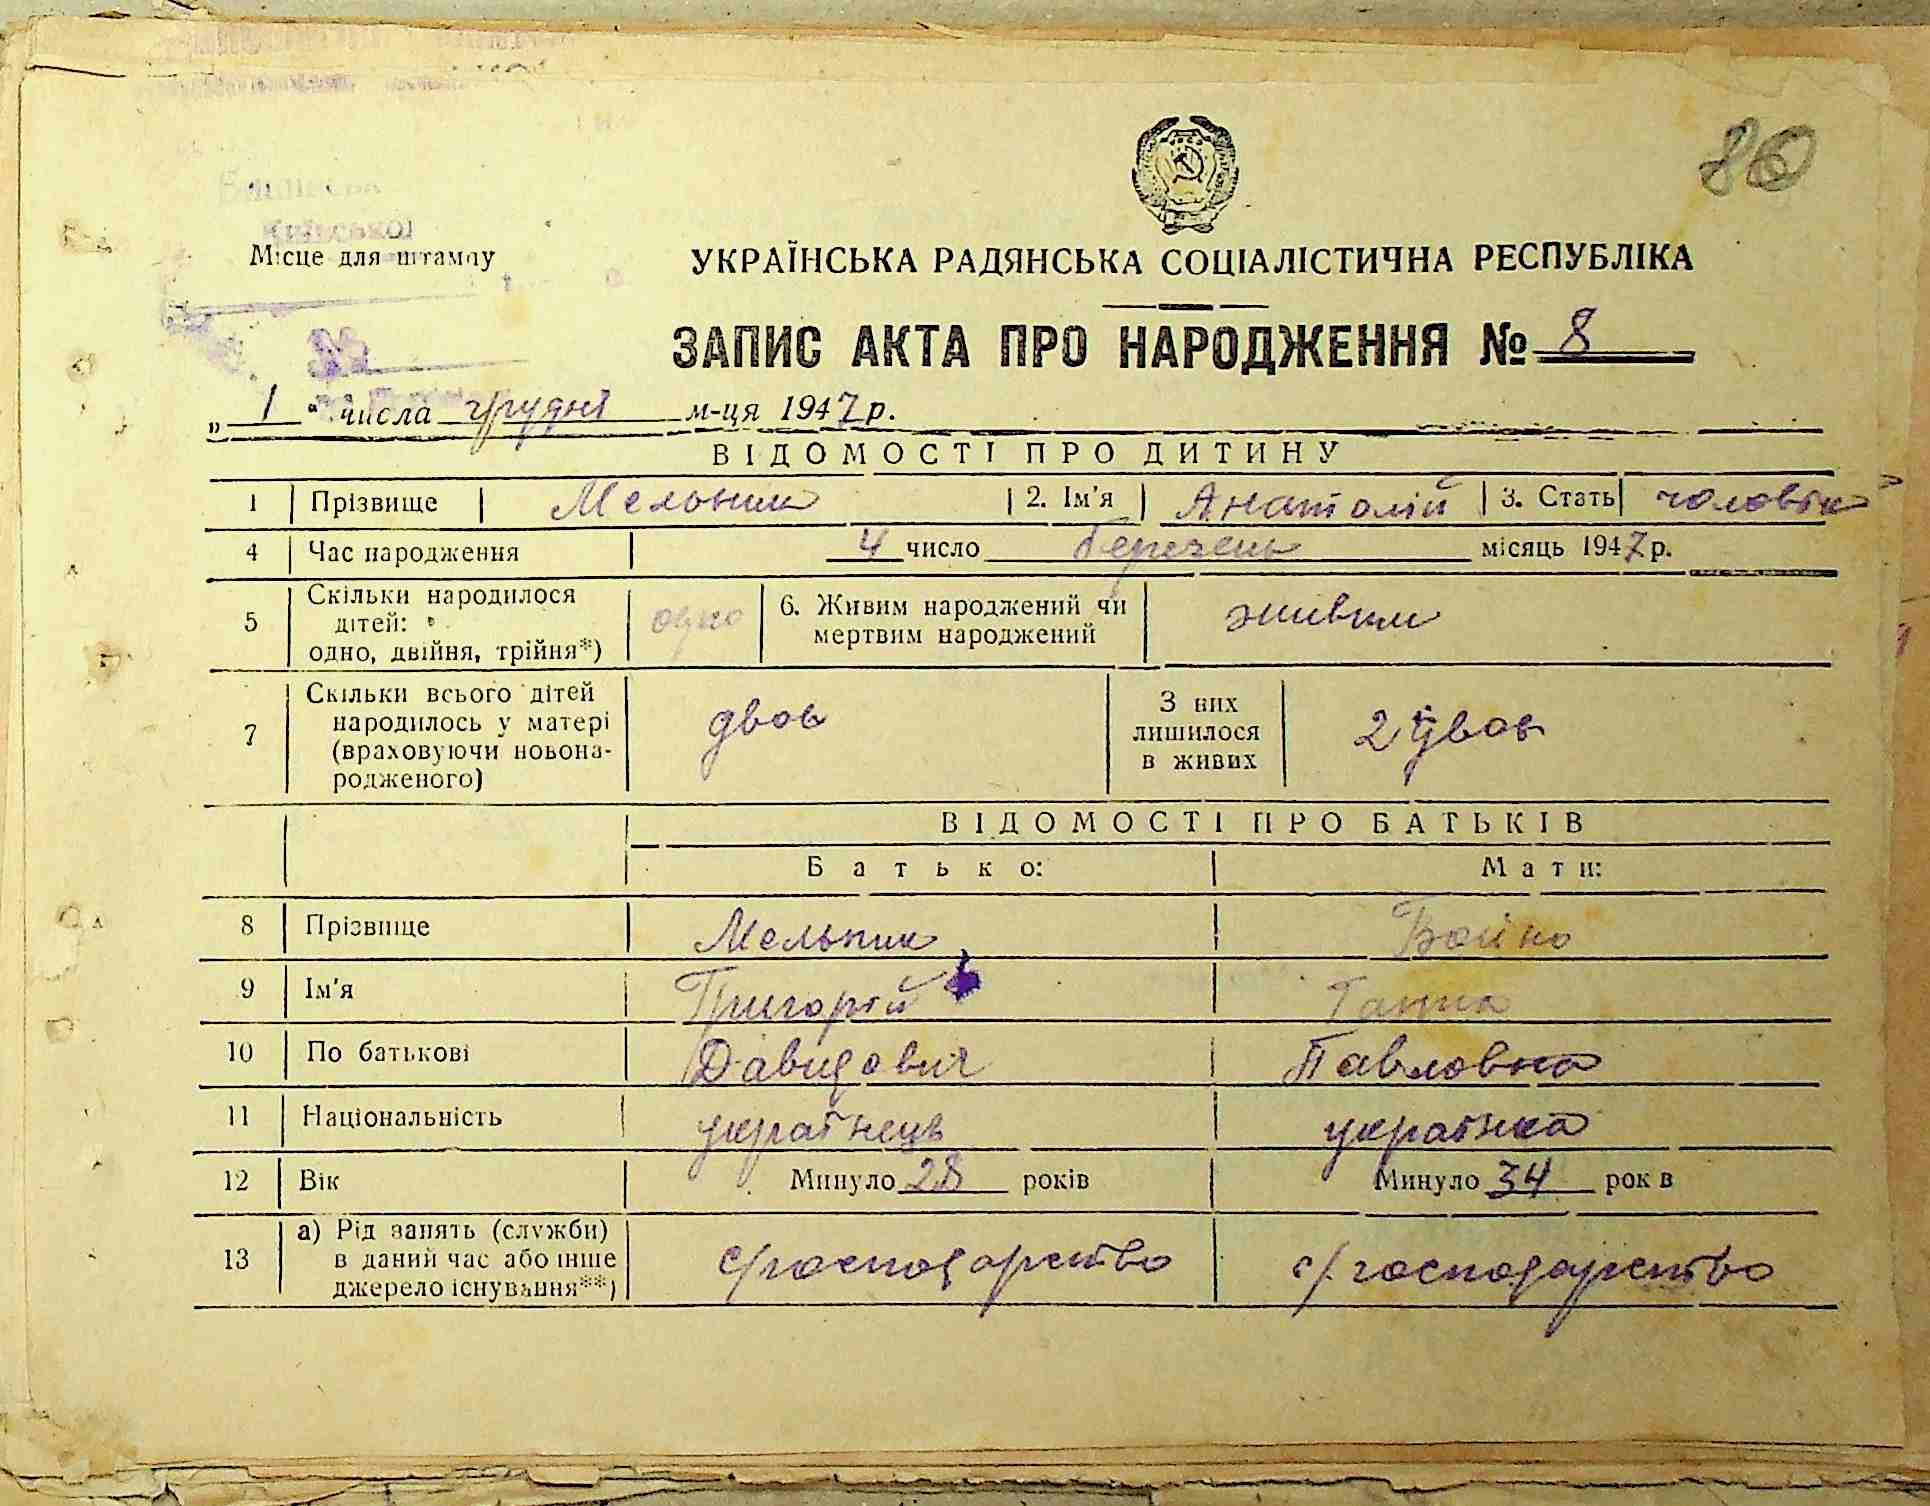 80
Київської
Місце для штампу
УКРАЇНСЬКА РАДЯНСЬКА СОЦІАЛІСТИЧНА РЕСПУБЛІКА
ЗАПИС АКТА ПРО НАРОДЖЕННЯ № 8
„ 1 " числа грудні м-ця 1947 р.
ВІДОМОСТІ ПРО ДИТИНУ
1 Прізвище Мельник 2. Ім'я Анатолій 3. Стать чоловік
4 Час народження 4 число березень місяць 1947 р.
5 Скільки народилося дітей: одно, двійня, трійня*) одно 6. Живим народжений чи мертвим народжений живим
7 Скільки всього дітей народилось у матері (враховуючи новонародженого) двоє З них лишилося в живих 2 двоє
ВІДОМОСТІ ПРО БАТЬКІВ
Батько: Мати:
8 Прізвище Мельник Бойко
9 Ім'я Григорій Ганна
10 По батькові Давидович Павловна
11 Національність українець українка
12 Вік Минуло 28 років Минуло 34 рок в
13 а) Рід занять (служби) в даний час або інше джерело існування**) с/господарство с/господарство